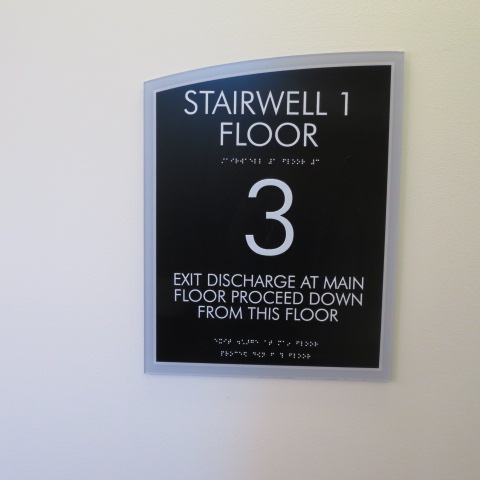 STAIRWELL 1
FLOOR
3
EXIT DISCHARGE AT MAIN
FLOOR PROCEED DOWN
FROM THIS FLOOR